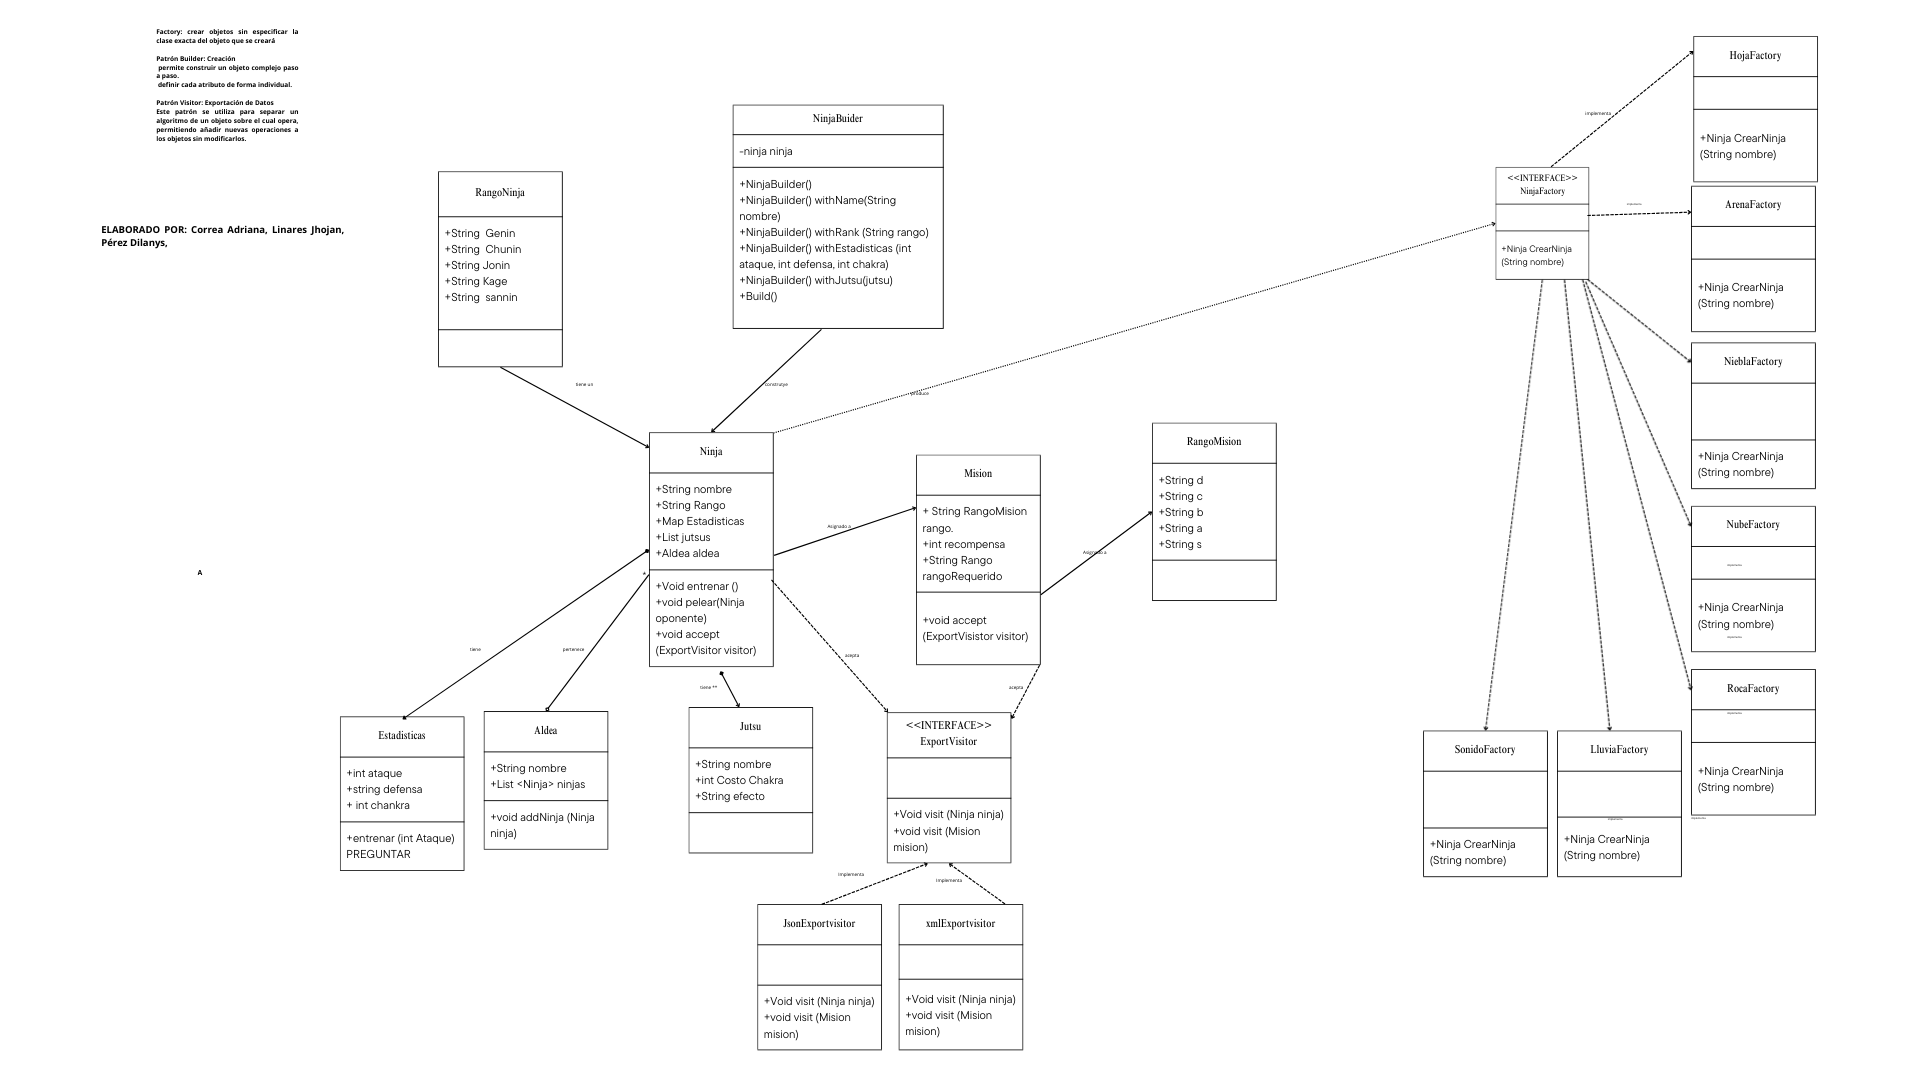 Factory: crear objetos sin especificar la
clase exacta del objeto que se creará
Patrón Builder: Creación
permite construir un objeto complejo paso
a paso.
definir cada atributo de forma individual.
Patrón Visitor: Exportación de Datos
Este patrón se utiliza para separar un
algoritmo de un objeto sobre el cual opera,
permitiendo añadir nuevas operaciones a
los objetos sin modificarlos.
ELABORADO POR: Correa Adriana, Linares Jhojan,
Pérez Dilanys,
A
RangoNinja
+String  Genin
+String  Chunin
+String Jonin
+String Kage
+String  sannin
NinjaBuider
-ninja ninja
+NinjaBuilder()
+NinjaBuilder() withName(String
nombre)
+NinjaBuilder() withRank (String rango)
+NinjaBuilder() withEstadisticas (int
ataque, int defensa, int chakra)
+NinjaBuilder() withJutsu(jutsu)
+Build()
tiene un
construlye
produce
Ninja
+String nombre
+String Rango
+Map Estadisticas
+List jutsus
+Aldea aldea
+Void entrenar ()
+void pelear(Ninja
oponente)
+void accept
(ExportVisitor visitor)
*
Asignado a
Mision
+ String RangoMision
rango.
+int recompensa
+String Rango
rangoRequerido
+void accept
(ExportVisistor visitor)
Asignado a
RangoMision
+String d
+String c
+String b
+String a
+String s
tiene
pertenece
tiene **
acepta
acepta
Estadisticas
+int ataque
+string defensa
+ int chankra
+entrenar (int Ataque)
PREGUNTAR
Aldea
+String nombre
+List <Ninja> ninjas
+void addNinja (Ninja
ninja)
Jutsu
+String nombre
+int Costo Chakra
+String efecto
<<INTERFACE>>
ExportVisitor
+Void visit (Ninja ninja)
+void visit (Mision
mision)
Implementa
Implementa
JsonExportvisitor
+Void visit (Ninja ninja)
+void visit (Mision
mision)
xmlExportvisitor
+Void visit (Ninja ninja)
+void visit (Mision
mision)
<<INTERFACE>>
NinjaFactory
+Ninja CrearNinja
(String nombre)
implementa
HojaFactory
+Ninja CrearNinja
(String nombre)
ArenaFactory
+Ninja CrearNinja
(String nombre)
NieblaFactory
+Ninja CrearNinja
(String nombre)
NubeFactory
+Ninja CrearNinja
(String nombre)
RocaFactory
+Ninja CrearNinja
(String nombre)
SonidoFactory
+Ninja CrearNinja
(String nombre)
LluviaFactory
+Ninja CrearNinja
(String nombre)